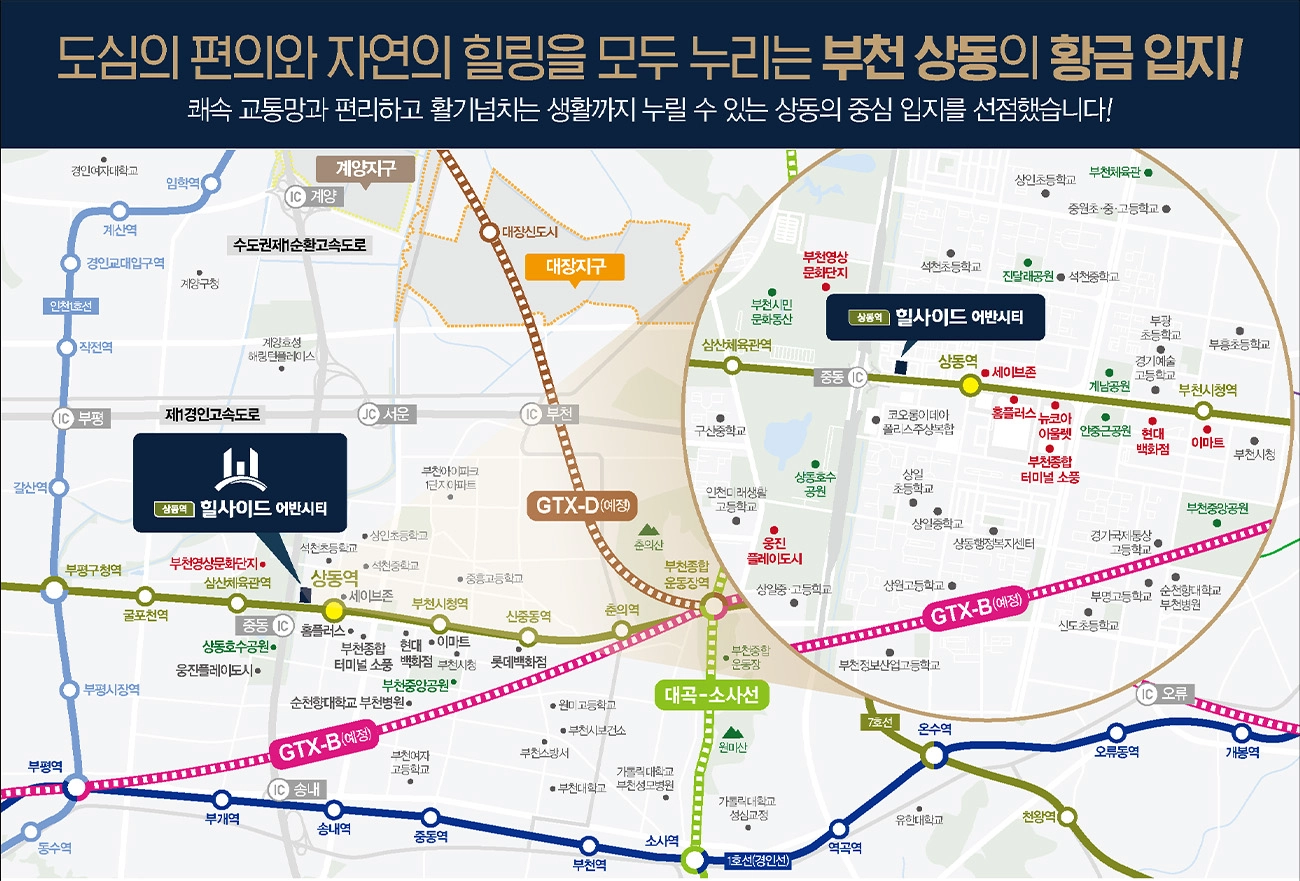 도심의 편의와 자연의 힐링을 모두 누리는 부천 상동의 황금 입지!
쾌속 교통망과 편리하고 활기넘치는 생활까지 누릴 수 있는 상동의 중심 입지를 선점했습니다!
경인여자대학교
임학역
계산역
경인교대입구역
인천1호선
작전역
IC 부평
갈산역
부평구청역
부평시장역
부평역
동수역
계양지구
IC 계양
수도권제1순환고속도로
계양구청
계양효성
해링턴플레이스
제1경인고속도로
JC 서운
IC 부천
대장신도시
대장지구
GTX-D(예정)
상동역 힐사이드 어반시티
부천아이파크
1단지아파트
춘의산
상인초등학교
석천초등학교
석천중학교
중흥고등학교
부천영상문화단지
삼산체육관역
굴포천역
상동역
세이브존
중동 IC
홈플러스
상동호수공원
웅진플레이도시
부천종합
터미널 소풍
현대
백화점
이마트
부천시청
부천시청역
신중동역
롯데백화점
춘의역
부천종합
운동장역
부천종합
운동장
부천중앙공원
순천향대학교 부천병원
GTX-B(예정)
대곡-소사선
원미산
원미고등학교
부천시보건소
부천소방서
부천여자
고등학교
부천대학교
가톨릭대학교
부천성모병원
가톨릭대학교
성심교정
IC 송내
부개역
송내역
중동역
부천역
소사역
1호선(경인선)
역곡역
유한대학교
7호선
온수역
천왕역
오류동역
개봉역
IC 오류
상인초등학교
부천체육관
중원초·중·고등학교
부천영상
문화단지
석천초등학교
진달래공원
석천중학교
부천시민
문화동산
상동역 힐사이드 어반시티
삼산체육관역
중동 IC
상동역
세이브존
부광
초등학교
부흥초등학교
경기예술
고등학교
계남공원
부천시청역
구산중학교
코오롱이데아
폴리스주상복합
홈플러스
뉴코아
아울렛
안중근공원
현대
백화점
이마트
부천시청
부천종합
터미널 소풍
상동호수
공원
상일
초등학교
인천미래생활
고등학교
상일중학교
상동행정복지센터
부천중앙공원
경기국제통상
고등학교
웅진
플레이도시
상일중·고등학교
상원고등학교
GTX-B(예정)
부명고등학교
순천향대학교
부천병원
신도초등학교
부천정보산업고등학교